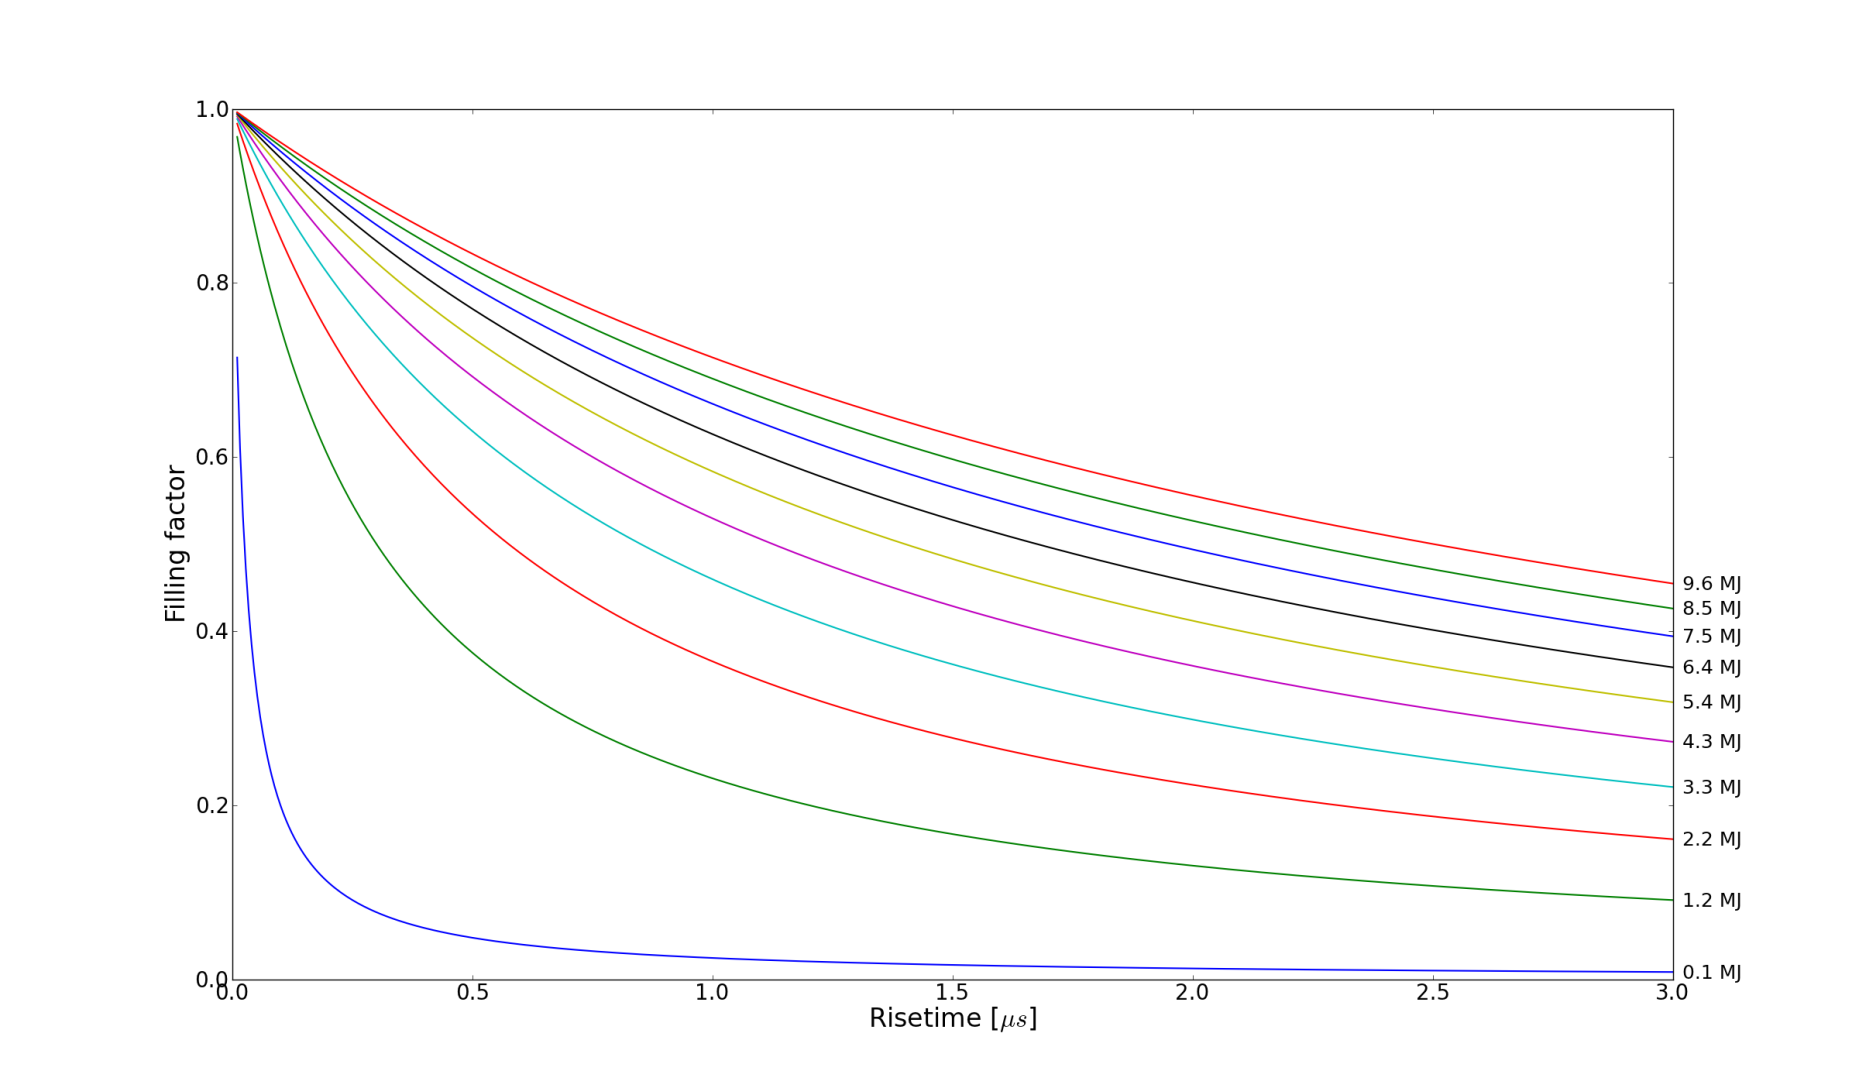 1.0
0.8
0.6
0.4
0.2
0.0
Filling factor
0.0 0.5 1.0 1.5 2.0 2.5 3.0
Risetime [μs]
9.6 MJ
8.5 MJ
7.5 MJ
6.4 MJ
5.4 MJ
4.3 MJ
3.3 MJ
2.2 MJ
1.2 MJ
0.1 MJ